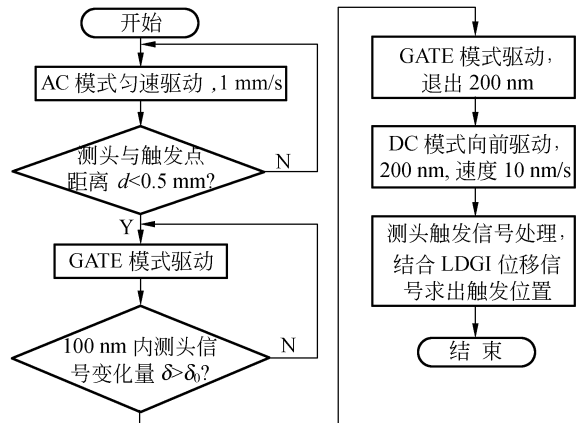 开始
AC 模式匀速驱动,1 mm/s
测头与触发点
距离 d<0.5 mm?
N
Y
GATE 模式驱动
100 nm 内测头信
号变化量 δ>δ₀?
N
GATE 模式驱动,
退出 200 nm
DC 模式向前驱动,
200 nm, 速度 10 nm/s
测头触发信号处理,
结合 LDGI 位移信
号求出触发位置
结 束